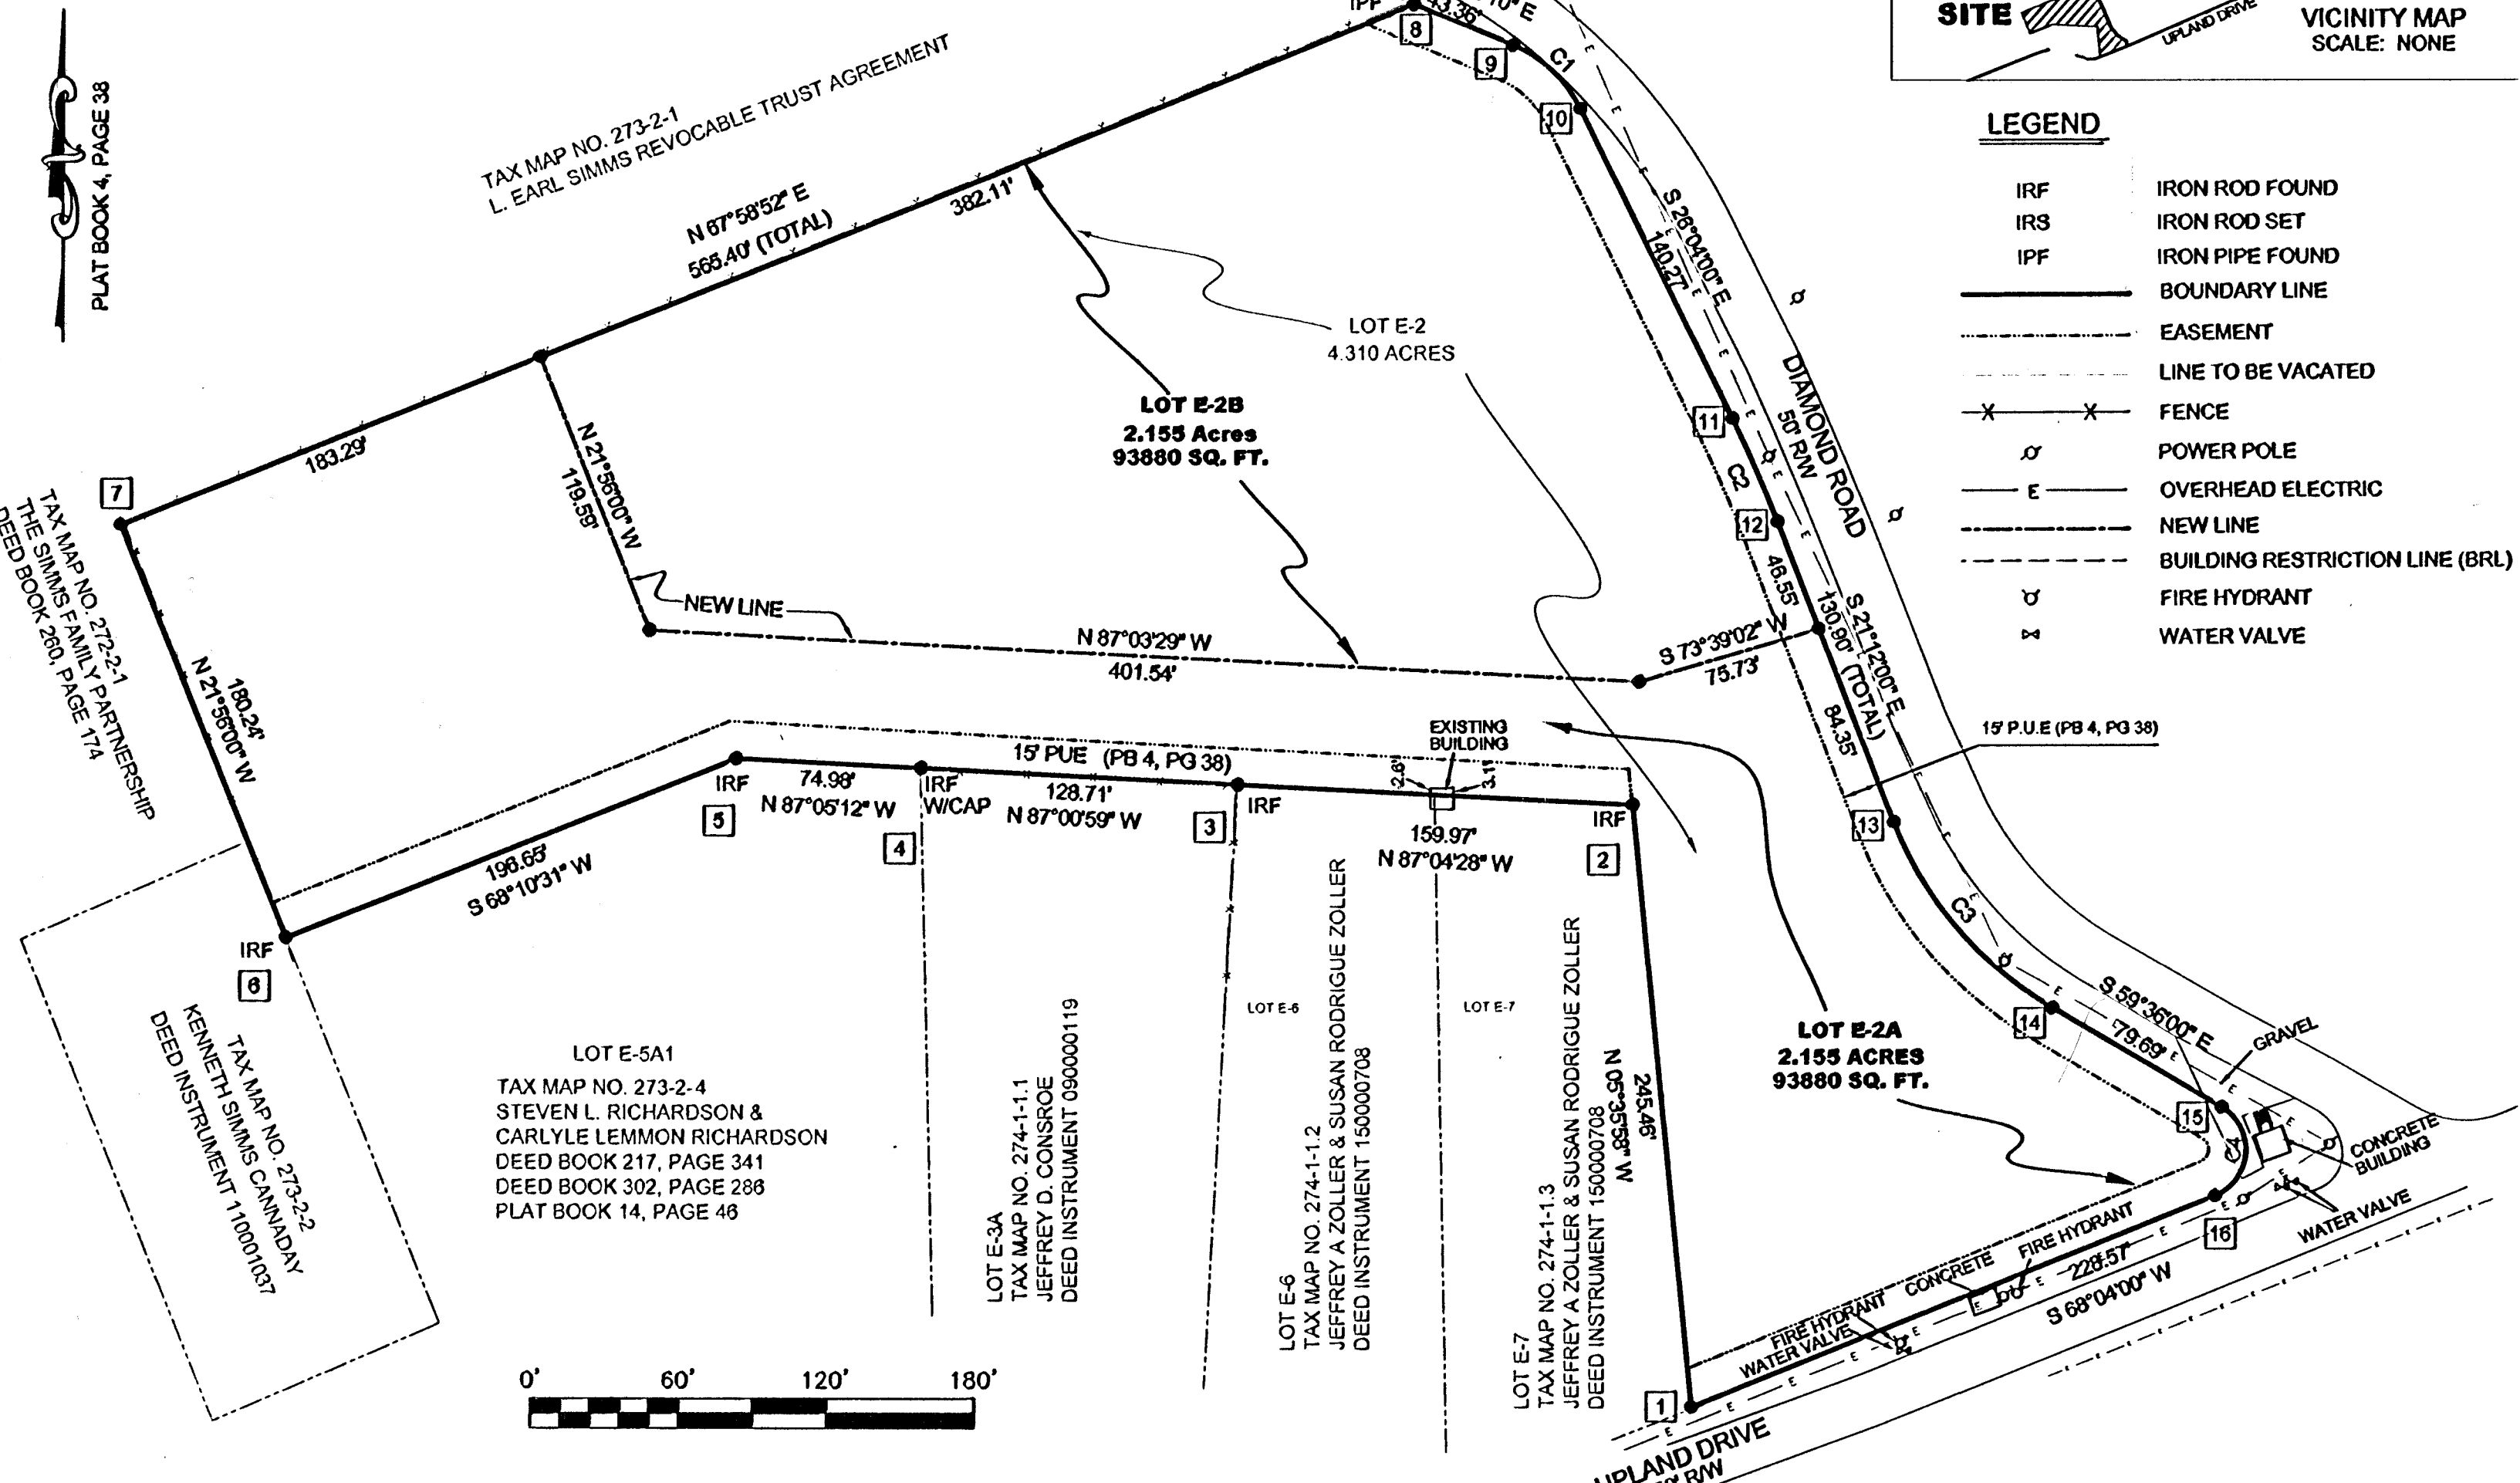 PLAT BOOK 4, PAGE 38
TAX MAP NO. 273-2-1
L. EARL SIMMS REVOCABLE TRUST AGREEMENT
N 67°58'52" E
565.40' (TOTAL)
382.11'
183.29'
IPF
8
43.36'
9
C1
10
SITE
UPLAND DRIVE
VICINITY MAP
SCALE: NONE
LEGEND
IRF IRON ROD FOUND
IRS IRON ROD SET
IPF IRON PIPE FOUND
BOUNDARY LINE
EASEMENT
LINE TO BE VACATED
FENCE
POWER POLE
E OVERHEAD ELECTRIC
NEW LINE
BUILDING RESTRICTION LINE (BRL)
FIRE HYDRANT
WATER VALVE
S 26°04'00" E
140.27'
LOT E-2
4.310 ACRES
LOT E-2B
2.155 Acres
93880 SQ. FT.
DIAMOND ROAD
50' R/W
11
C2
12
46.55'
S 21°12'00" E
130.90' (TOTAL)
84.35'
15' P.U.E (PB 4, PG 38)
13
7
TAX MAP NO. 272-2-1
THE SIMMS FAMILY PARTNERSHIP
DEED BOOK 260, PAGE 174
N 21°56'00" W
119.59'
NEW LINE
N 87°03'29" W
401.54'
S 73°39'02" W
75.73'
180.24'
N 21°56'00" W
EXISTING
BUILDING
15' PUE (PB 4, PG 38)
2.6'
3.1'
IRF
5
74.98'
N 87°05'12" W
IRF
W/CAP
4
128.71'
N 87°00'59" W
3
IRF
159.97'
N 87°04'28" W
IRF
2
196.65'
S 68°10'31" W
IRF
6
TAX MAP NO. 273-2-2
KENNETH SIMMS CANNADAY
DEED INSTRUMENT 110001037
LOT E-5A1
TAX MAP NO. 273-2-4
STEVEN L. RICHARDSON &
CARLYLE LEMMON RICHARDSON
DEED BOOK 217, PAGE 341
DEED BOOK 302, PAGE 286
PLAT BOOK 14, PAGE 46
LOT E-3A
TAX MAP NO. 274-1-1.1
JEFFREY D. CONSROE
DEED INSTRUMENT 090000119
LOT E-6
LOT E-6
TAX MAP NO. 274-1-1.2
JEFFREY A ZOLLER & SUSAN RODRIGUE ZOLLER
DEED INSTRUMENT 150000708
LOT E-7
LOT E-7
TAX MAP NO. 274-1-1.3
JEFFREY A ZOLLER & SUSAN RODRIGUE ZOLLER
DEED INSTRUMENT 150000708
N 05°35'58" W
245.46'
LOT E-2A
2.155 ACRES
93880 SQ. FT.
C3
14
S 59°36'00" E
79.69'
GRAVEL
15
CONCRETE
BUILDING
WATER VALVE
16
FIRE HYDRANT
CONCRETE
228.57'
S 68°04'00" W
FIRE HYDRANT
WATER VALVE
1
UPLAND DRIVE
R/W
0' 60' 120' 180'